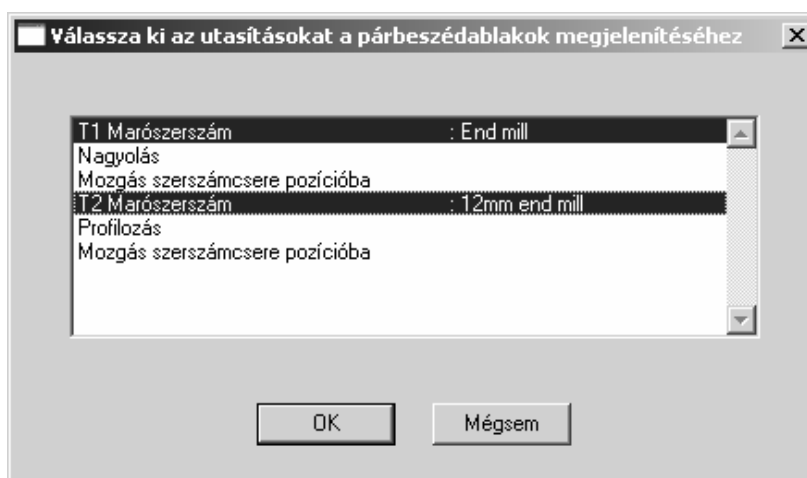 Válassza ki az utasításokat a párbeszédablakok megjelenítéséhez
T1 Marószerszám : End mill
Nagyolás
Mozgás szerszámcsere pozícióba
T2 Marószerszám : 12mm end mill
Profilozás
Mozgás szerszámcsere pozícióba
OK Mégsem